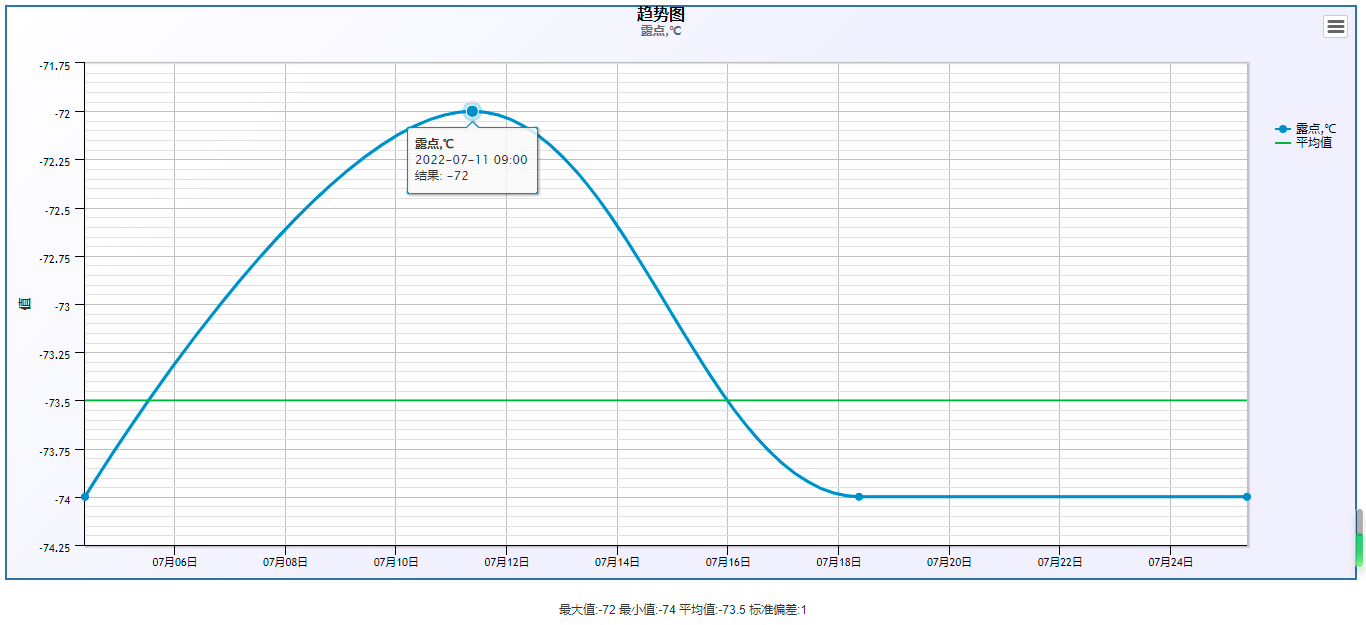 趋势图
露点,℃
-71.75
-72
-72.25
-72.5
-72.75
-73
-73.25
-73.5
-73.75
-74
-74.25
值
露点,℃
2022-07-11 09:00
结果: -72
露点,℃
平均值
07月06日 07月08日 07月10日 07月12日 07月14日 07月16日 07月18日 07月20日 07月22日 07月24日
最大值:-72 最小值:-74 平均值:-73.5 标准偏差:1